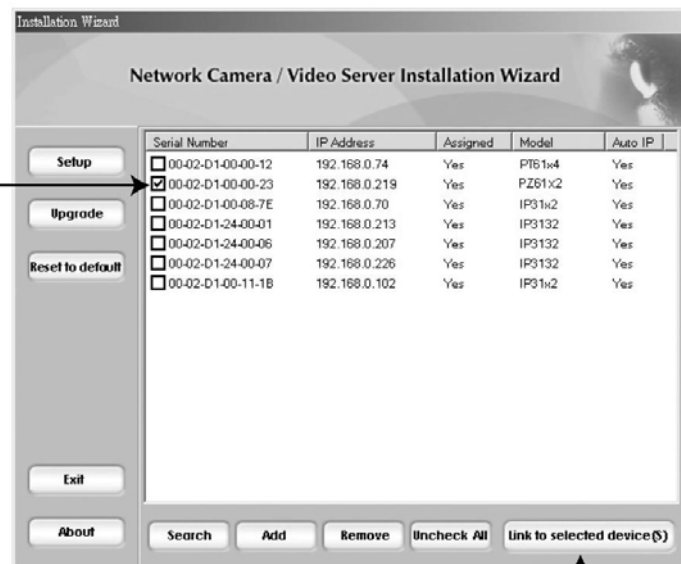 Installation Wizard
Network Camera / Video Server Installation Wizard
Serial Number IP Address Assigned Model Auto IP
00-02-D1-00-00-12 192.168.0.74 Yes PT61x4 Yes
00-02-D1-00-00-23 192.168.0.219 Yes PZ61X2 Yes
00-02-D1-00-08-7E 192.168.0.70 Yes IP31x2 Yes
00-02-D1-24-00-01 192.168.0.213 Yes IP3132 Yes
00-02-D1-24-00-06 192.168.0.207 Yes IP3132 Yes
00-02-D1-24-00-07 192.168.0.226 Yes IP3132 Yes
00-02-D1-00-11-1B 192.168.0.102 Yes IP31x2 Yes
Setup
Upgrade
Reset to default
Exit
About
Search Add Remove Uncheck All Link to selected device(S)